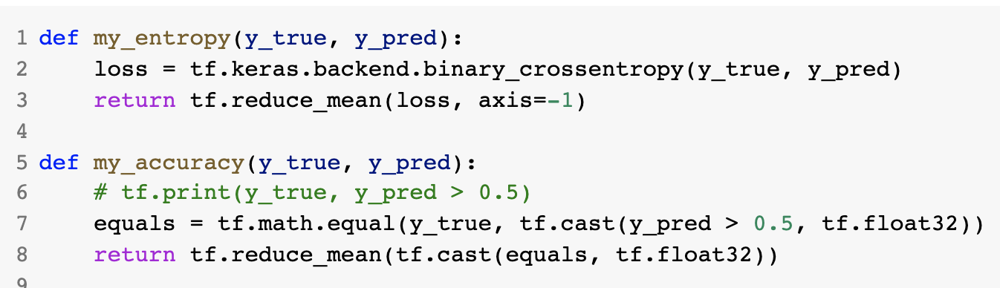 1 def my_entropy(y_true, y_pred):
2     loss = tf.keras.backend.binary_crossentropy(y_true, y_pred)
3     return tf.reduce_mean(loss, axis=-1)
4
5 def my_accuracy(y_true, y_pred):
6     # tf.print(y_true, y_pred > 0.5)
7     equals = tf.math.equal(y_true, tf.cast(y_pred > 0.5, tf.float32))
8     return tf.reduce_mean(tf.cast(equals, tf.float32))
9